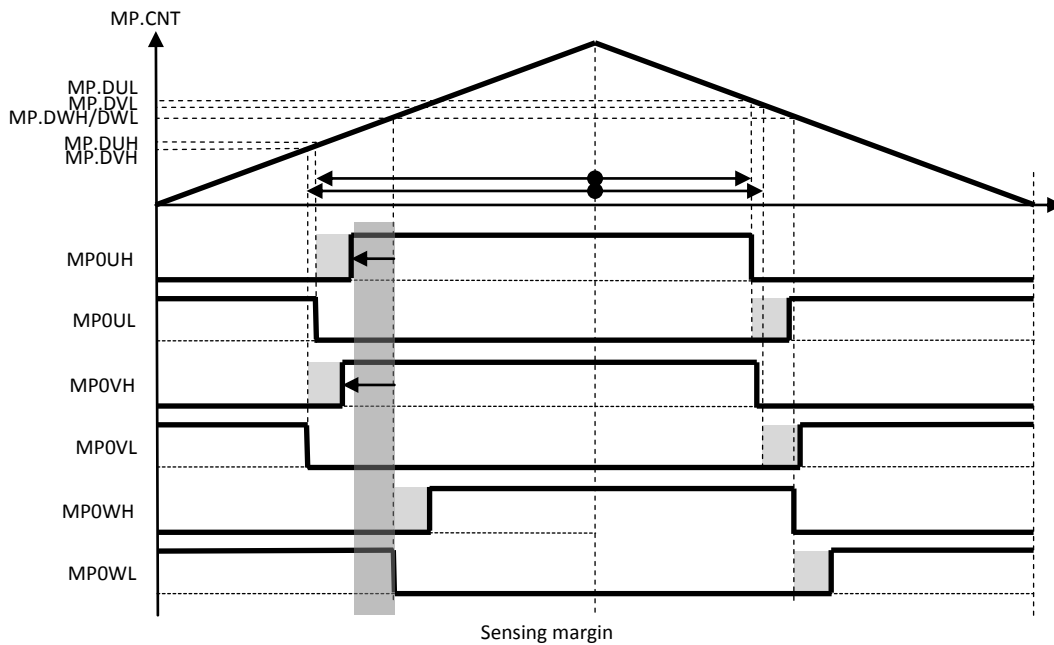 MP.CNT
MP.DUL
MP.DVL
MP.DWH/DWL
MP.DUH
MP.DVH
MP0UH
MP0UL
MP0VH
MP0VL
MP0WH
MP0WL
Sensing margin